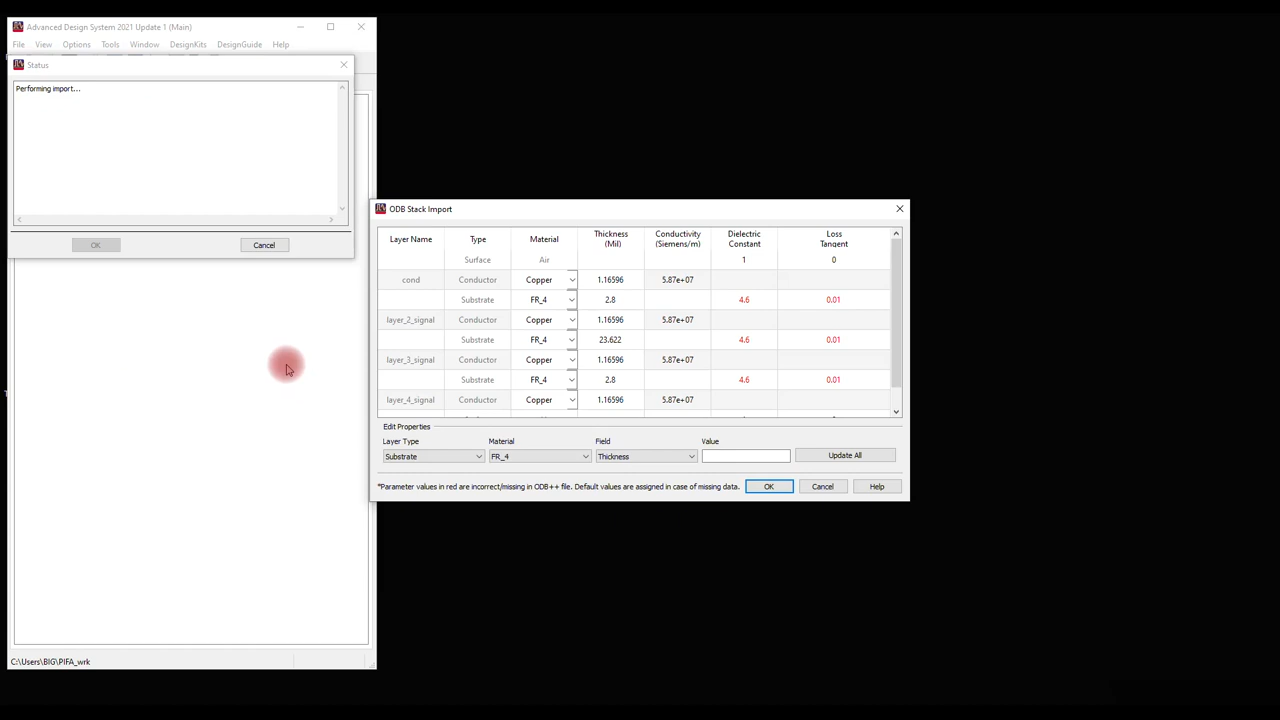 Advanced Design System 2021 Update 1 (Main)
File View Options Tools Window DesignKits DesignGuide Help
Status
Performing import...
OK Cancel
ODB Stack Import
Layer Name Type Material Thickness (Mil) Conductivity (Siemens/m) Dielectric Constant Loss Tangent
Surface Air 1 0
cond Conductor Copper 1.16596 5.87e+07
Substrate FR_4 2.8 4.6 0.01
layer_2_signal Conductor Copper 1.16596 5.87e+07
Substrate FR_4 23.622 4.6 0.01
layer_3_signal Conductor Copper 1.16596 5.87e+07
Substrate FR_4 2.8 4.6 0.01
layer_4_signal Conductor Copper 1.16596 5.87e+07
Edit Properties
Layer Type Material Field Value
Substrate FR_4 Thickness Update All
*Parameter values in red are incorrect/missing in ODB++ file. Default values are assigned in case of missing data. OK Cancel Help
C:\Users\BIG\PIFA_wrk